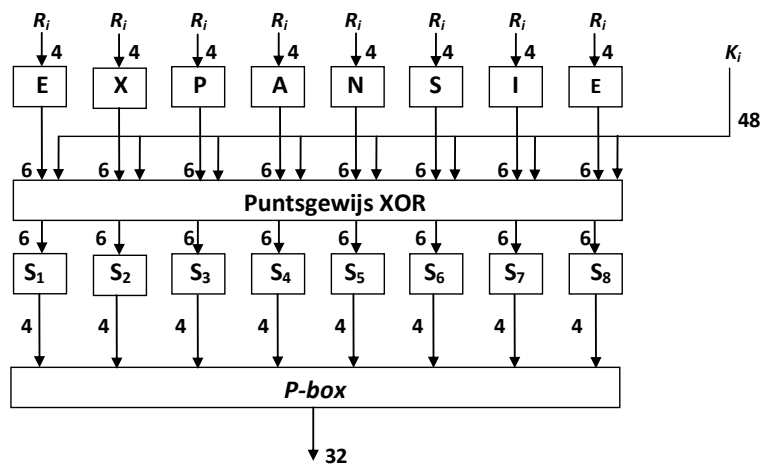 Ri Ri Ri Ri Ri Ri Ri Ri
4 4 4 4 4 4 4 4 Ki
E X P A N S I E
48
6 6 6 6 6 6 6 6
Puntsgewijs XOR
6 6 6 6 6 6 6 6
S1 S2 S3 S4 S5 S6 S7 S8
4 4 4 4 4 4 4 4
P-box
32